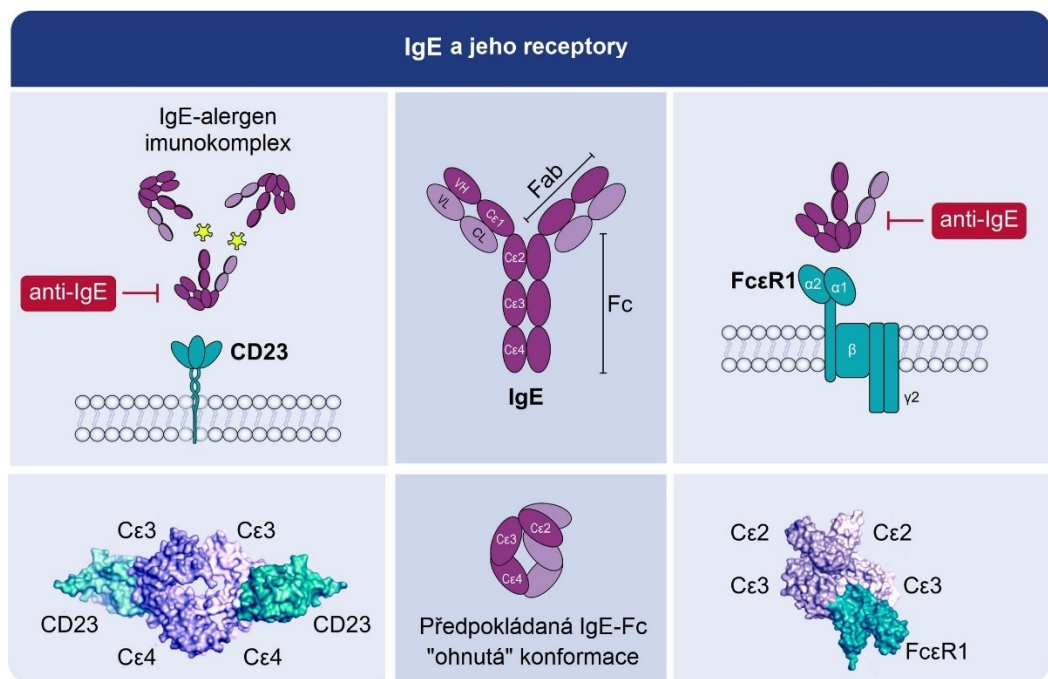 IgE a jeho receptory
IgE-alergen
imunokomplex
anti-IgE
CD23
VH
VL
Cε1
CL
Fab
Cε2
Cε3
Cε4
Fc
IgE
anti-IgE
FcεR1
α2
α1
β
γ2
Cε3
Cε3
CD23
CD23
Cε4
Cε4
Cε2
Cε3
Cε4
Předpokládaná IgE-Fc
"ohnutá" konformace
Cε2
Cε2
Cε3
Cε3
FcεR1